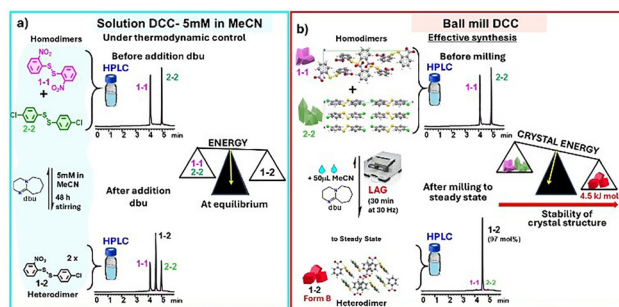 a)
Solution DCC- 5mM in MeCN
Homodimers
Under thermodynamic control
Before addition dbu
NO₂
HPLC
S-S
1-1
NO₂
+
Cl
S-S
2-2
Cl
1-1
2-2
0 1 2 3 4 5 min
ENERGY
1-1
2-2
1-2
At equilibrium
5mM in
MeCN
48 h
stirring
dbu
After addition
dbu
HPLC
NO₂
2 x
S-S
Cl
1-2
Heterodimer
1-2
1-1
2-2
0 1 2 3 4 5 min
b)
Ball mill DCC
Homodimers
Effective synthesis
Before milling
1-1
+
2-2
HPLC
1-1
2-2
0 1 2 3 4 5 min
CRYSTAL ENERGY
4.5 kJ mol
Stability of
crystal structure
+ 50µL MeCN
dbu
LAG
(30 min
at 30 Hz)
After milling to
steady state
to Steady State
HPLC
1-2
Form B
Heterodimer
1-2
(97 mol%)
1-1
2-2
0 1 2 3 4 5 min